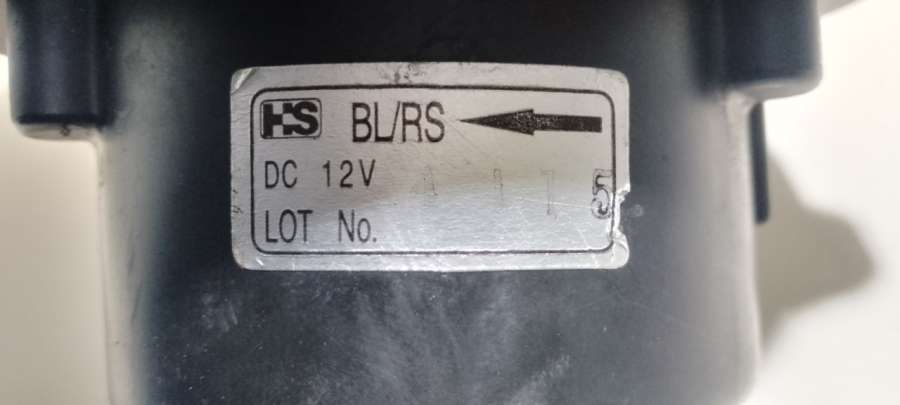 HS BL/RS
DC 12V
LOT No.
5